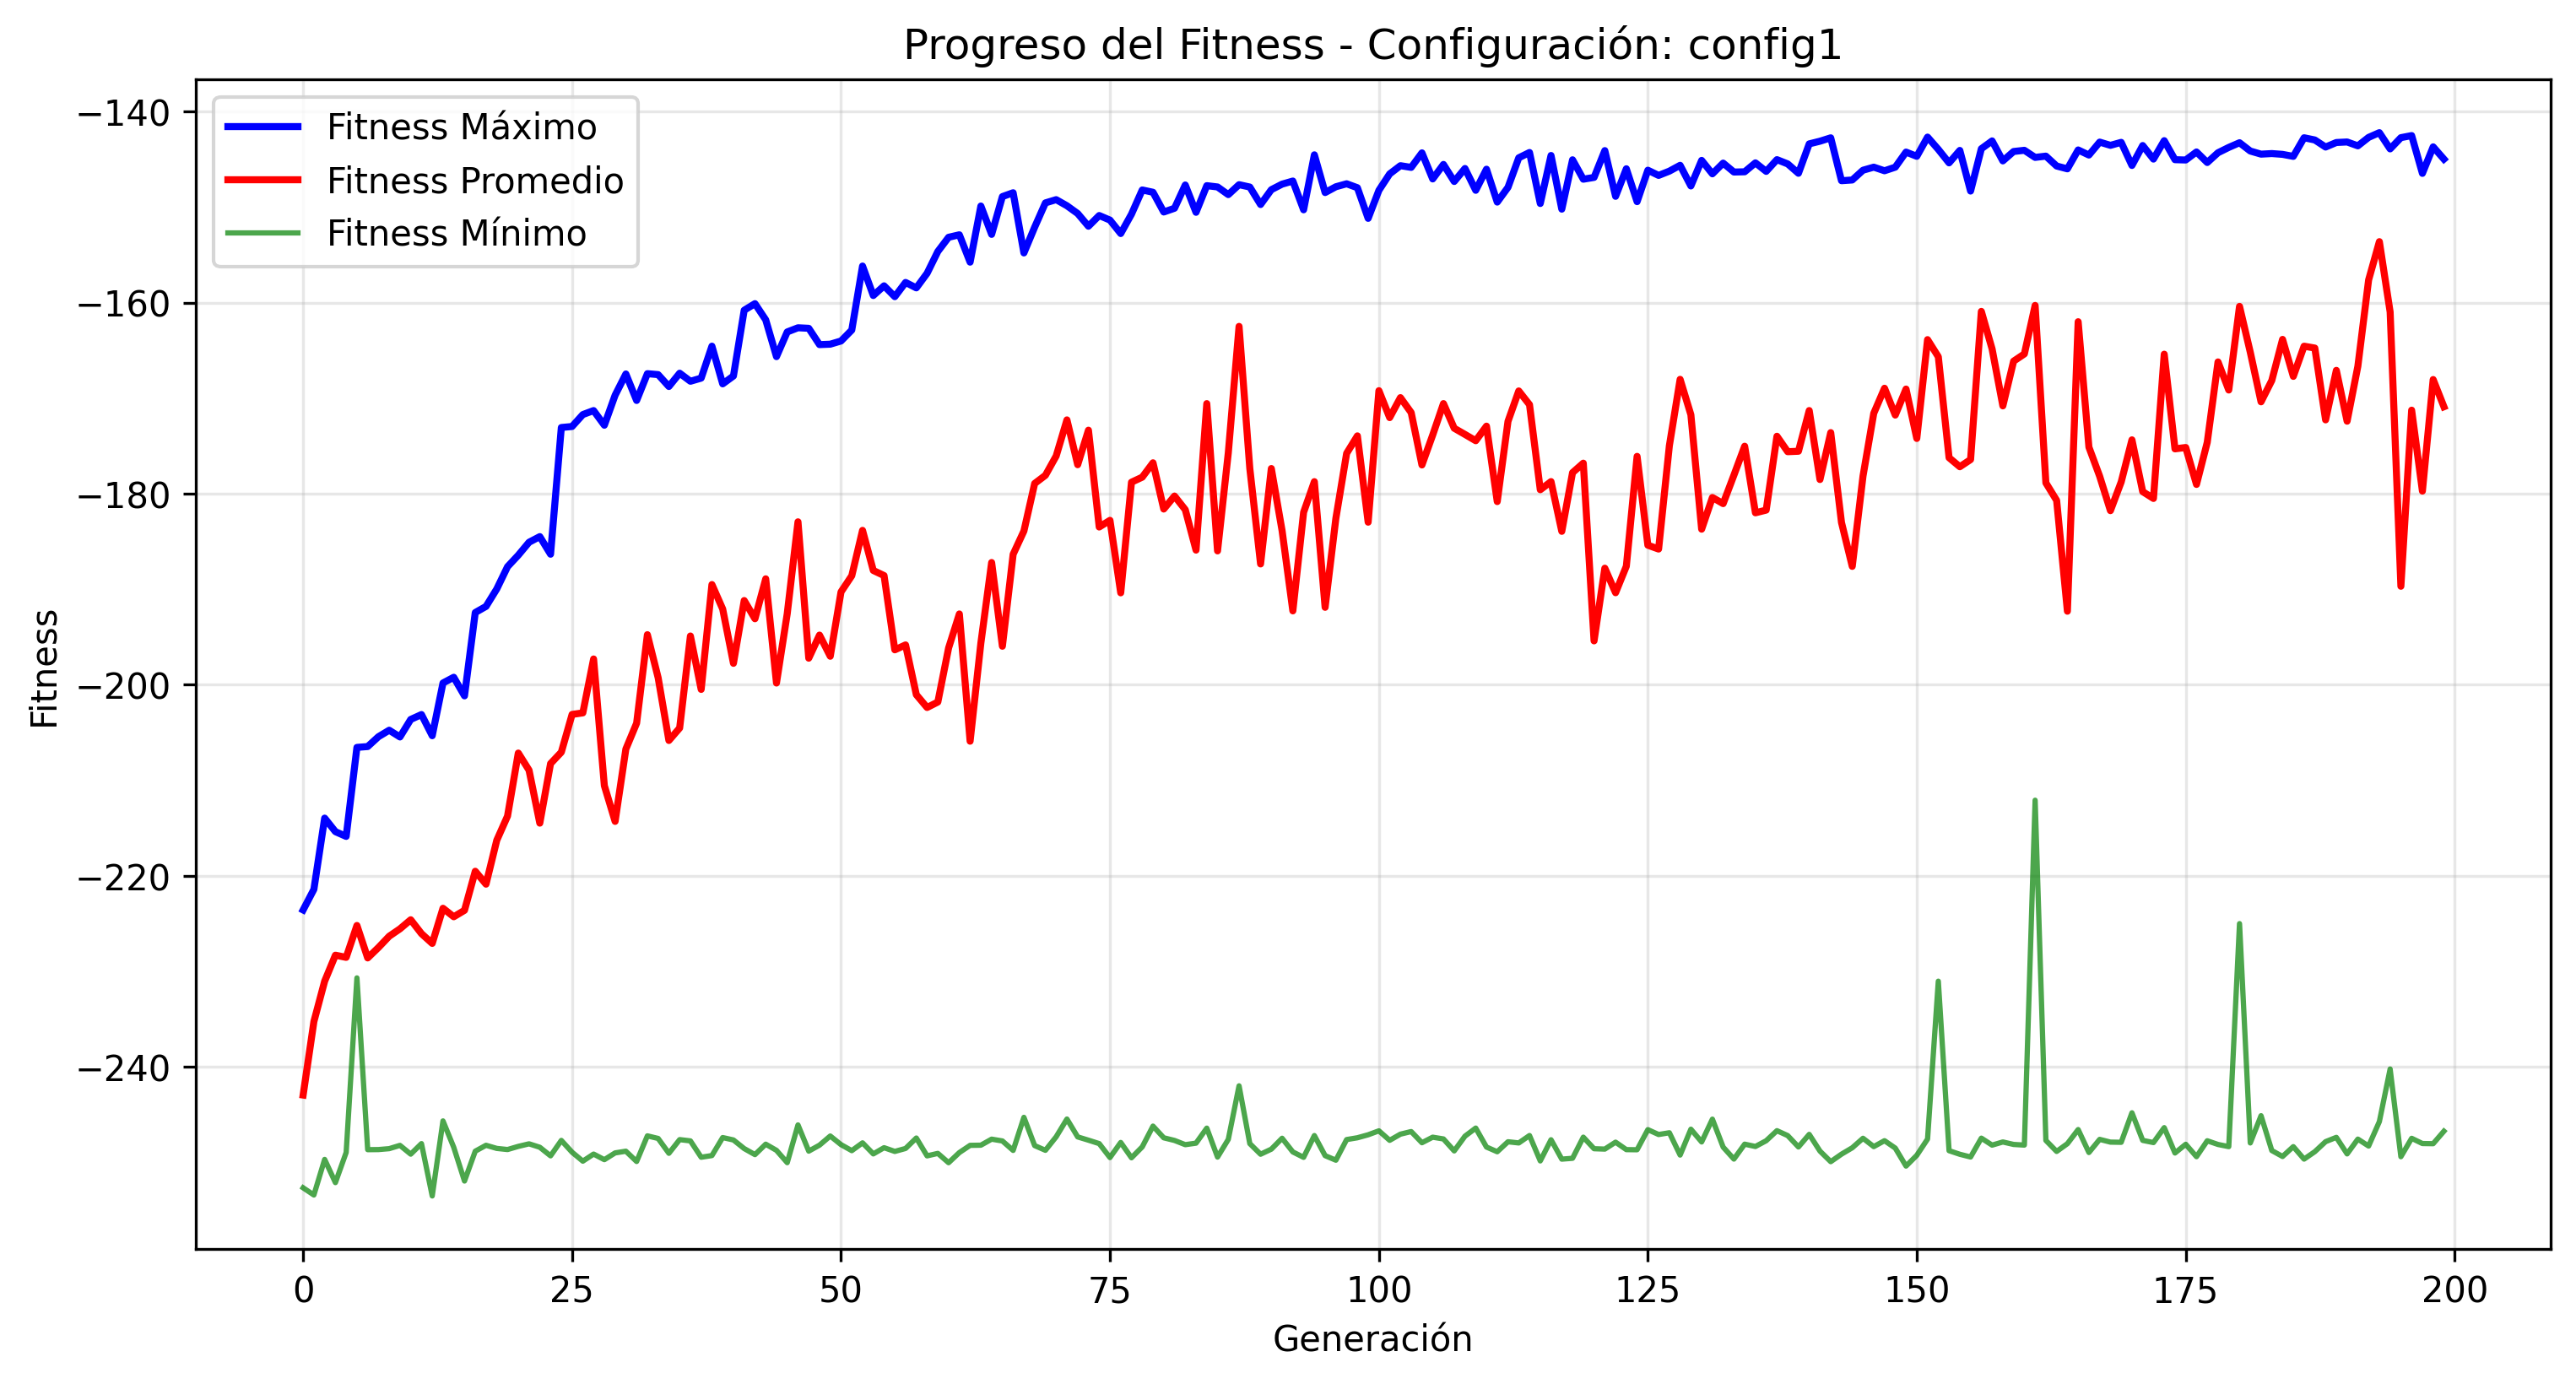 Progreso del Fitness - Configuración: config1
Fitness Máximo
Fitness Promedio
Fitness Mínimo
−140
−160
−180
−200
−220
−240
Fitness
0 25 50 75 100 125 150 175 200
Generación